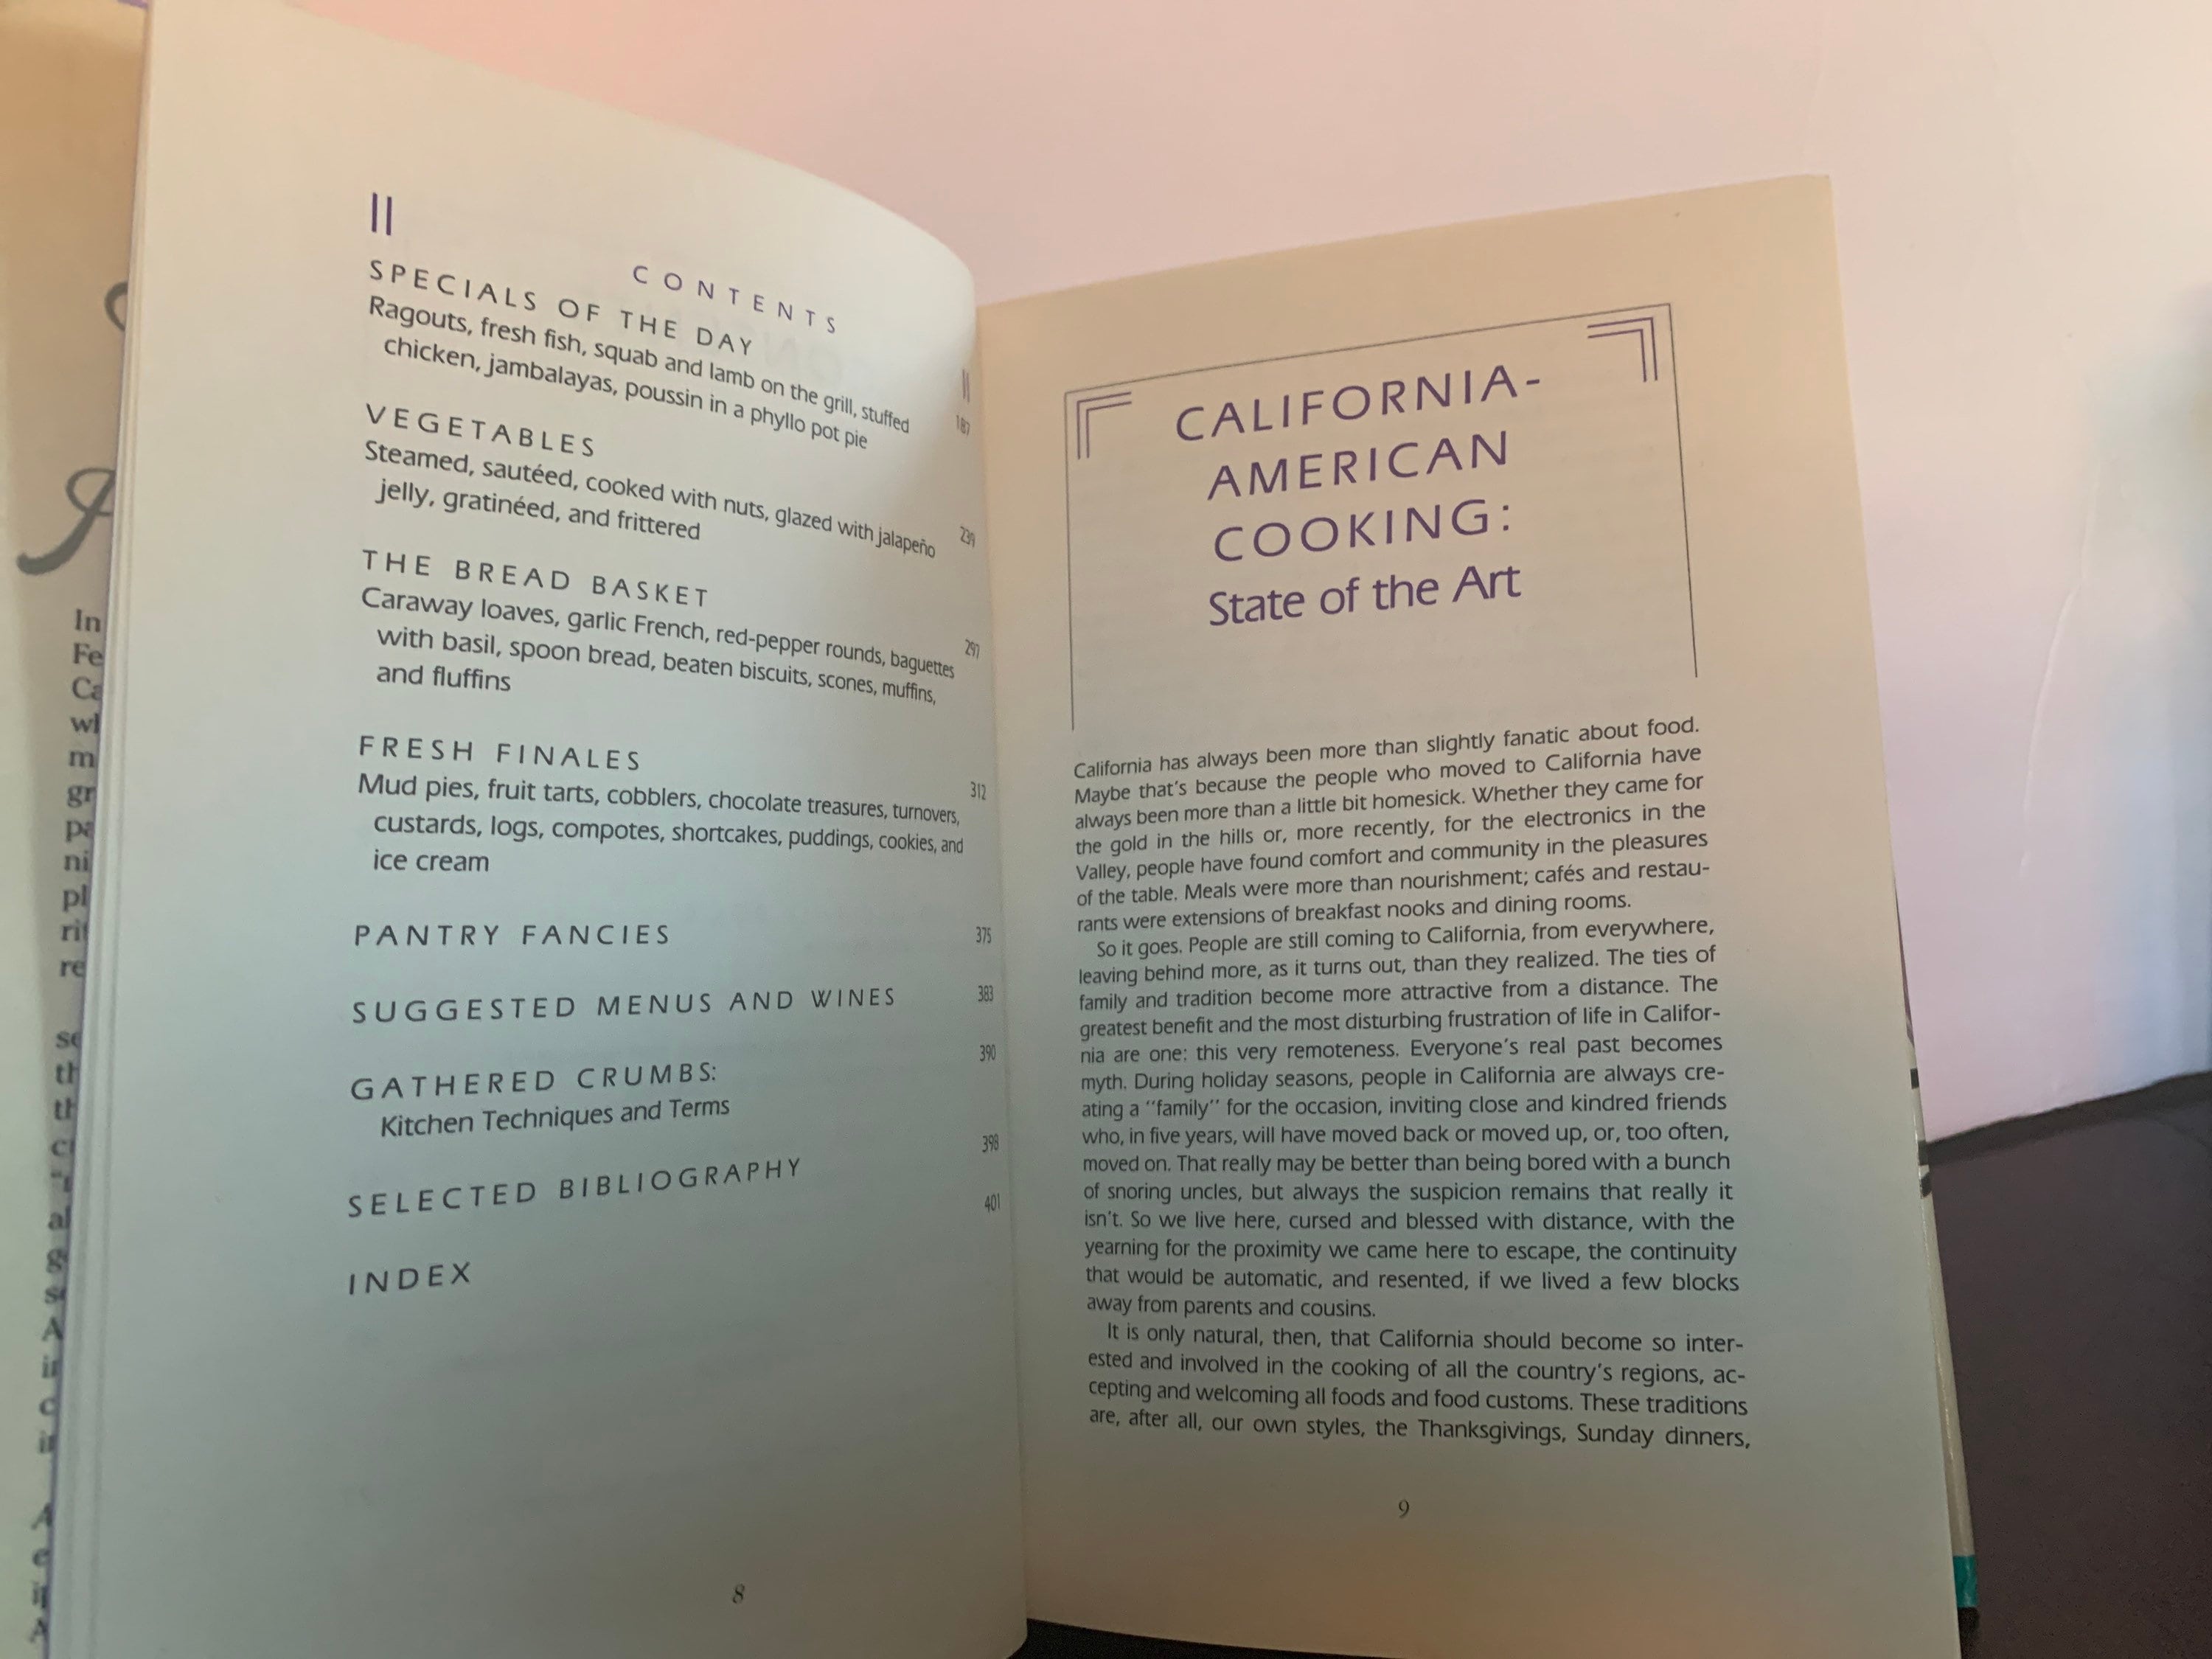 In
Fe
Ca
wl
m
gr
pa
ni
pl
rit
re
II
CONTENTS
SPECIALS OF THE DAY 187
Ragouts, fresh fish, squab and lamb on the grill, stuffed
chicken, jambalayas, poussin in a phyllo pot pie
VEGETABLES 239
Steamed, sautéed, cooked with nuts, glazed with jalapeño
jelly, gratinéed, and frittered
THE BREAD BASKET 297
Caraway loaves, garlic French, red-pepper rounds, baguettes
with basil, spoon bread, beaten biscuits, scones, muffins,
and fluffins
FRESH FINALES 312
Mud pies, fruit tarts, cobblers, chocolate treasures, turnovers,
custards, logs, compotes, shortcakes, puddings, cookies, and
ice cream
PANTRY FANCIES 375
SUGGESTED MENUS AND WINES 383
GATHERED CRUMBS: 390
Kitchen Techniques and Terms
SELECTED BIBLIOGRAPHY 398
INDEX 401
8
CALIFORNIA-
AMERICAN
COOKING:
State of the Art
California has always been more than slightly fanatic about food.
Maybe that's because the people who moved to California have
always been more than a little bit homesick. Whether they came for
the gold in the hills or, more recently, for the electronics in the
Valley, people have found comfort and community in the pleasures
of the table. Meals were more than nourishment; cafés and restau-
rants were extensions of breakfast nooks and dining rooms.
So it goes. People are still coming to California, from everywhere,
leaving behind more, as it turns out, than they realized. The ties of
family and tradition become more attractive from a distance. The
greatest benefit and the most disturbing frustration of life in Califor-
nia are one: this very remoteness. Everyone's real past becomes
myth. During holiday seasons, people in California are always cre-
ating a "family" for the occasion, inviting close and kindred friends
who, in five years, will have moved back or moved up, or, too often,
moved on. That really may be better than being bored with a bunch
of snoring uncles, but always the suspicion remains that really it
isn't. So we live here, cursed and blessed with distance, with the
yearning for the proximity we came here to escape, the continuity
that would be automatic, and resented, if we lived a few blocks
away from parents and cousins.
It is only natural, then, that California should become so inter-
ested and involved in the cooking of all the country's regions, ac-
cepting and welcoming all foods and food customs. These traditions
are, after all, our own styles, the Thanksgivings, Sunday dinners,
9